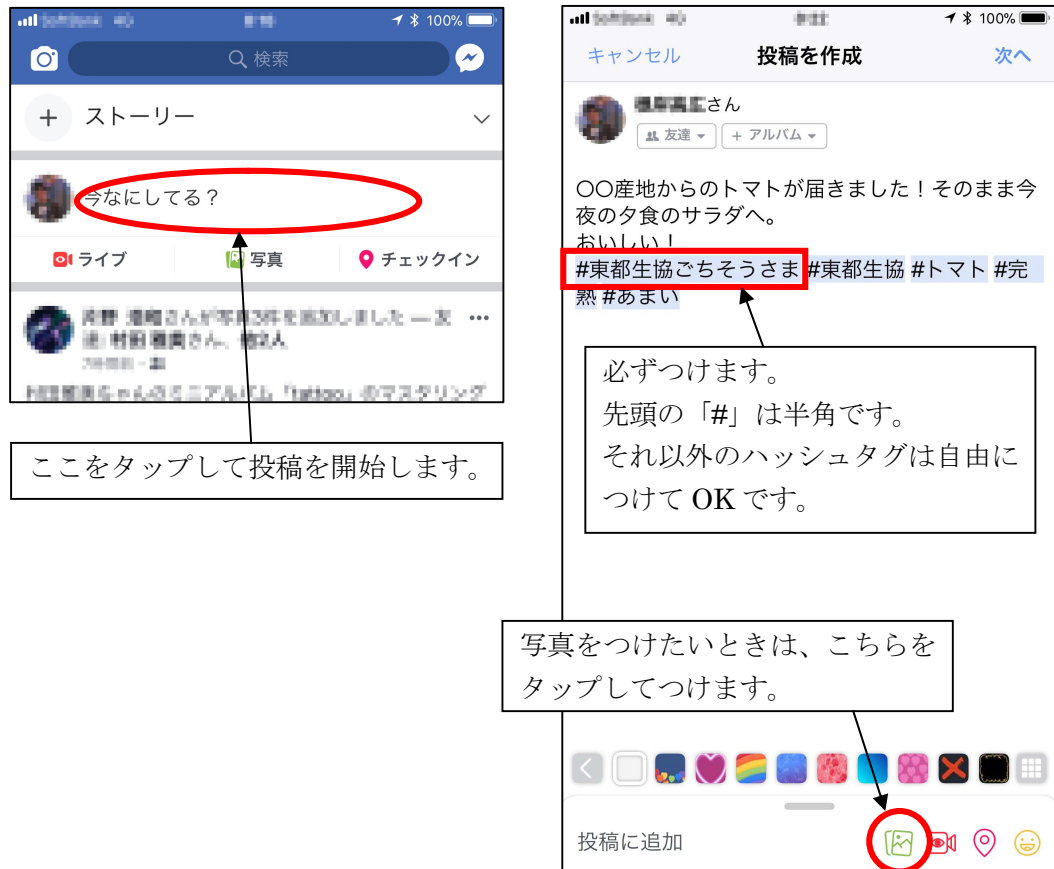 100%
検索
ストーリー
今なにしてる？
ライブ
写真
チェックイン
ここをタップして投稿を開始します。
100%
キャンセル
投稿を作成
次へ
さん
友達
+ アルバム
〇〇産地からのトマトが届きました！そのまま今
夜の夕食のサラダへ。
おいしい！
#東都生協ごちそうさま #東都生協 #トマト #完
熟 #あまい
必ずつけます。
先頭の「#」は半角です。
それ以外のハッシュタグは自由に
つけて OK です。
写真をつけたいときは、こちらを
タップしてつけます。
投稿に追加